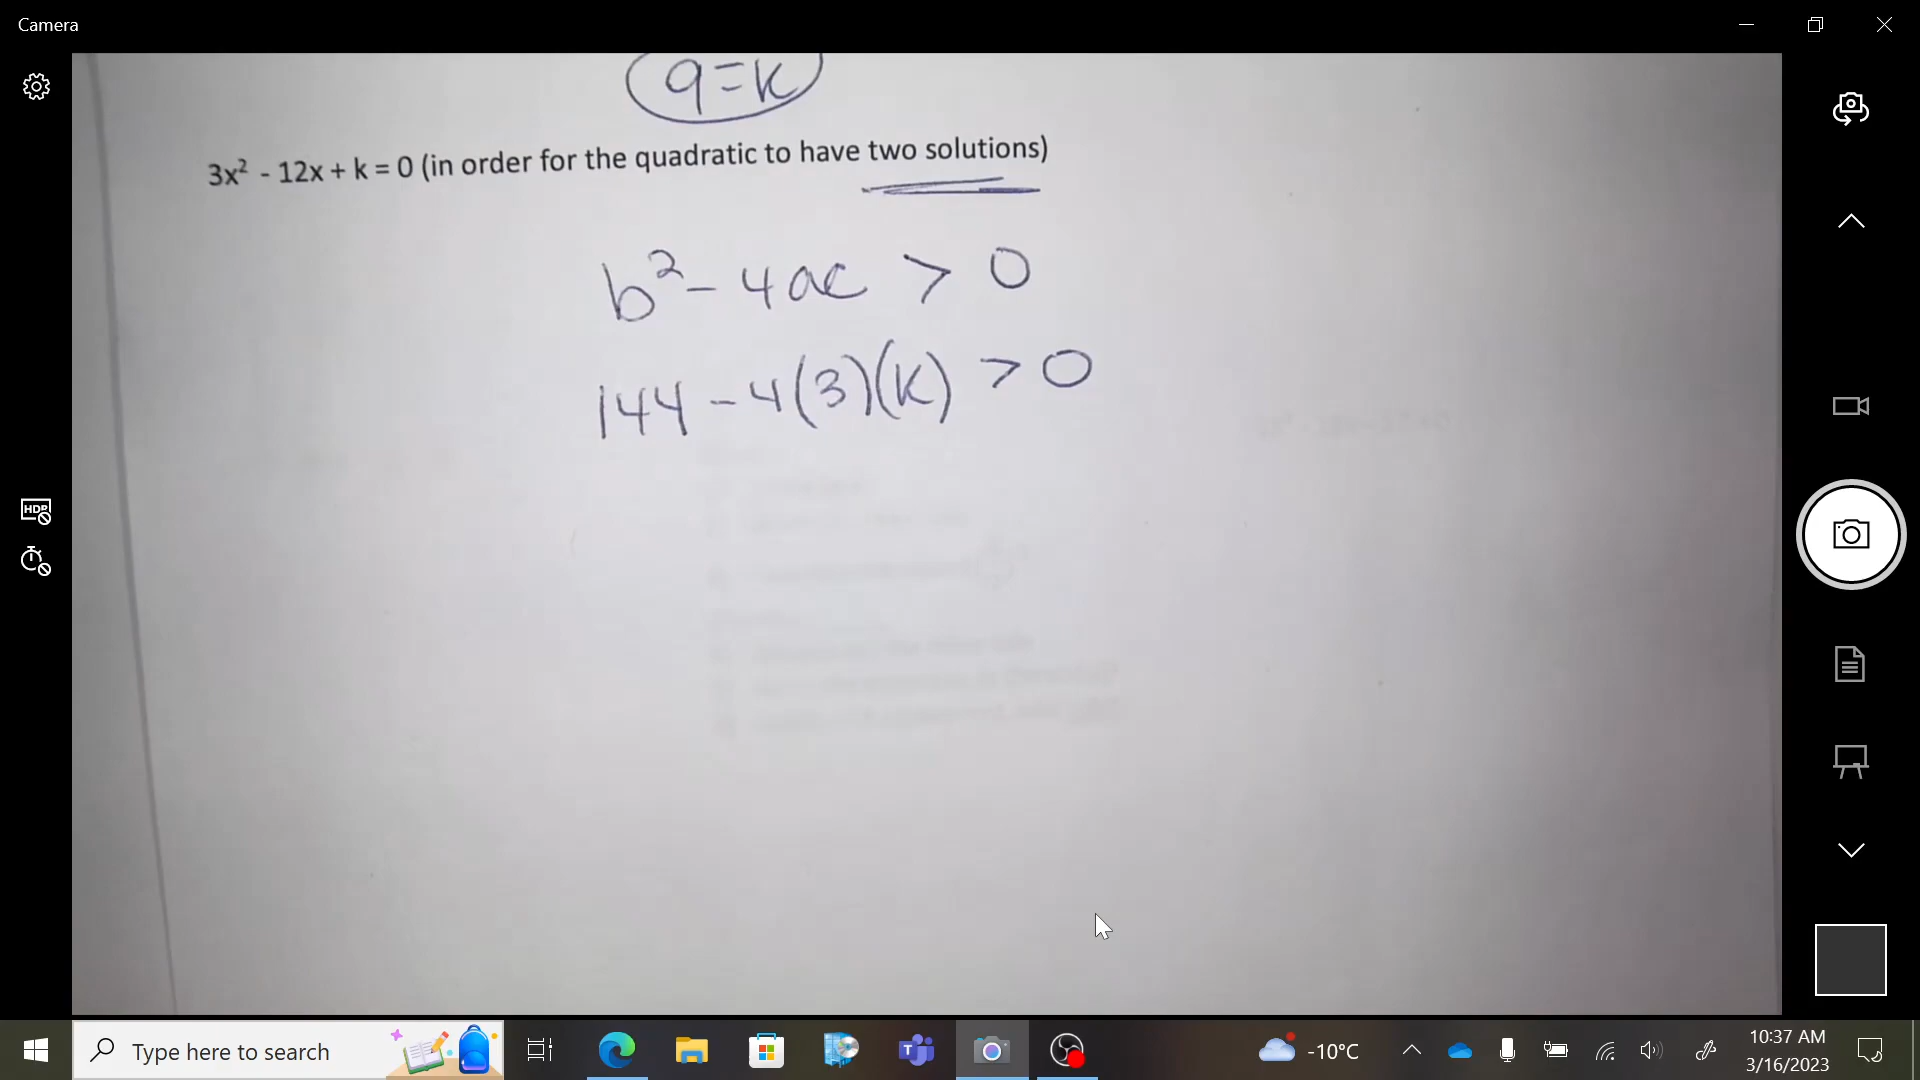 Camera
9=k
3x² - 12x + k = 0 (in order for the quadratic to have two solutions)
b² - 4ac > 0
144 - 4(3)(k) > 0
HDR
Type here to search
T
-10°C
10:37 AM
3/16/2023